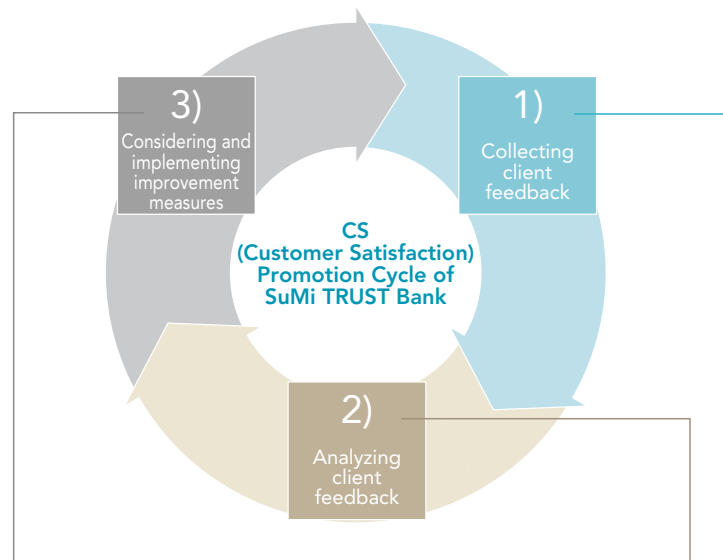 1)
Collecting
client
feedback
2)
Analyzing
client
feedback
3)
Considering and
implementing
improvement
measures
CS
(Customer Satisfaction)
Promotion Cycle of
SuMi TRUST Bank